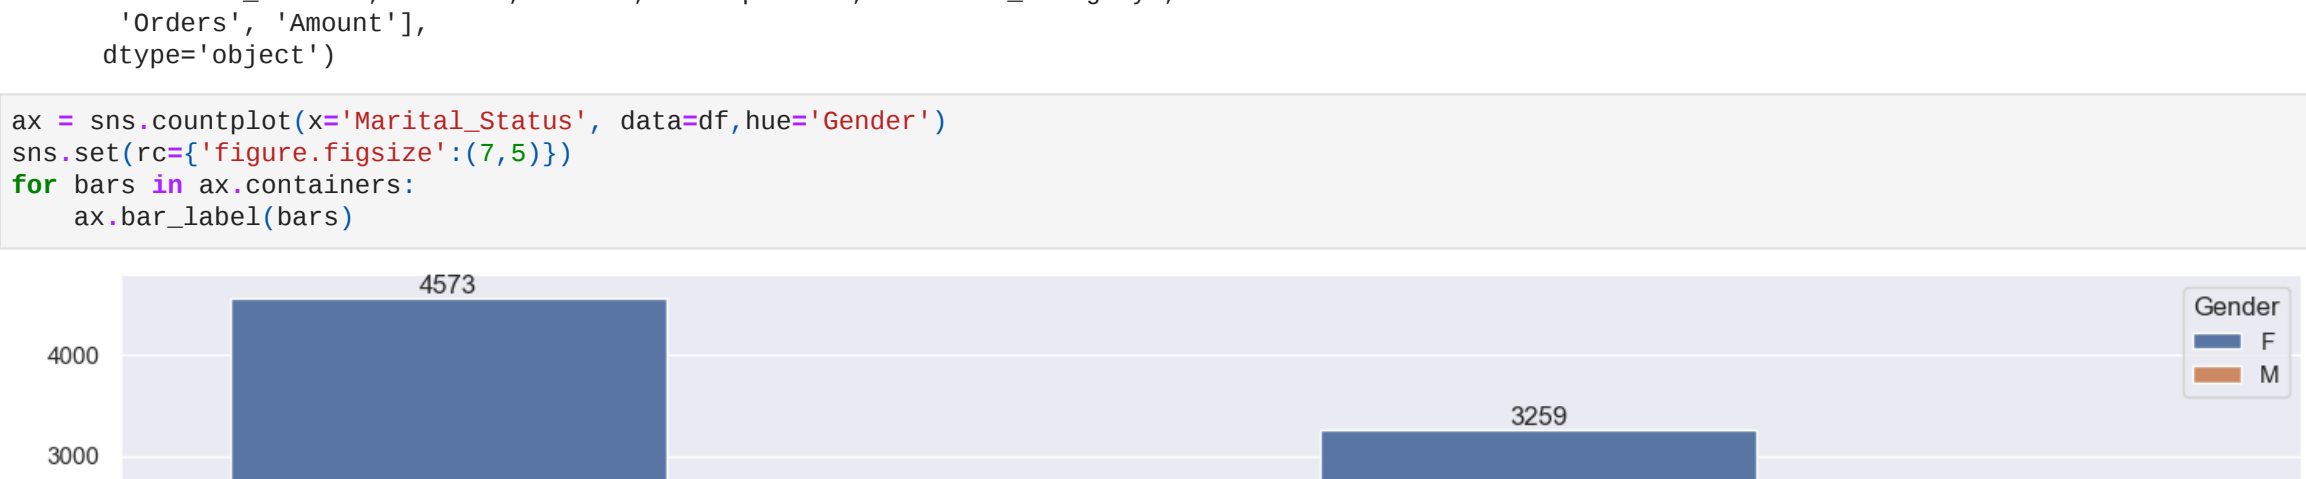 'Orders', 'Amount'],
dtype='object')
ax = sns.countplot(x='Marital_Status', data=df,hue='Gender')
sns.set(rc={'figure.figsize':(7,5)})
for bars in ax.containers:
    ax.bar_label(bars)
4573
Gender
F
4000
M
3259
3000